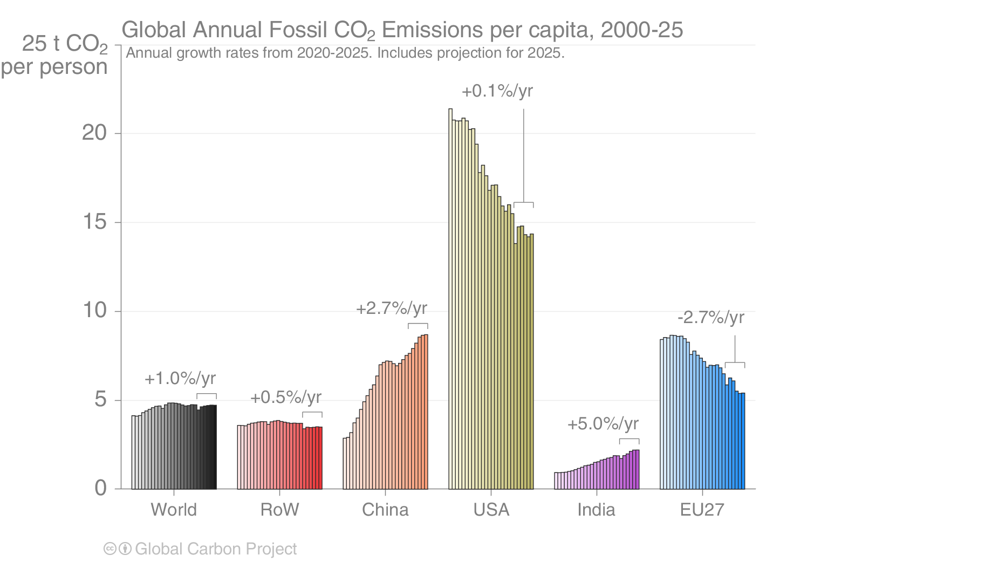 Global Annual Fossil CO₂ Emissions per capita, 2000-25
25 t CO₂
per person
Annual growth rates from 2020-2025. Includes projection for 2025.
+0.1%/yr
20
15
10
+2.7%/yr
-2.7%/yr
+1.0%/yr
+0.5%/yr
5
+5.0%/yr
0
World RoW China USA India EU27
cc Global Carbon Project